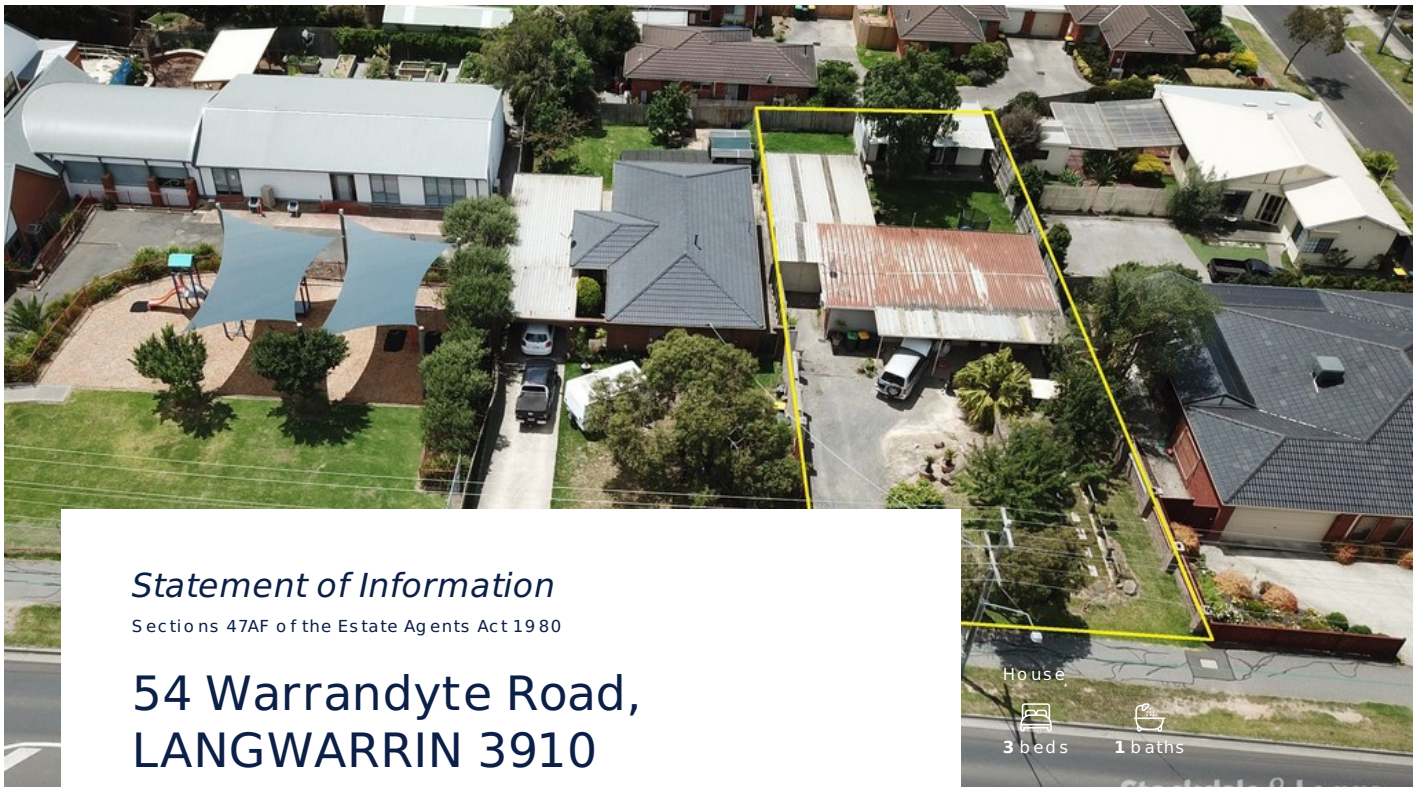 Statement of Information
Sections 47AF of the Estate Agents Act 1980
54 Warrandyte Road,
LANGWARRIN 3910
House
3 beds 1 baths